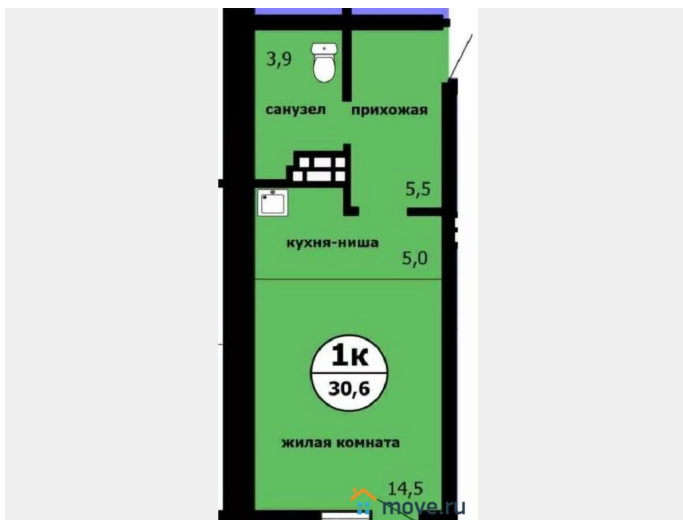 3,9
санузел прихожая
5,5
кухня-ниша
5,0
1к
30,6
жилая комната
14,5
move.ru